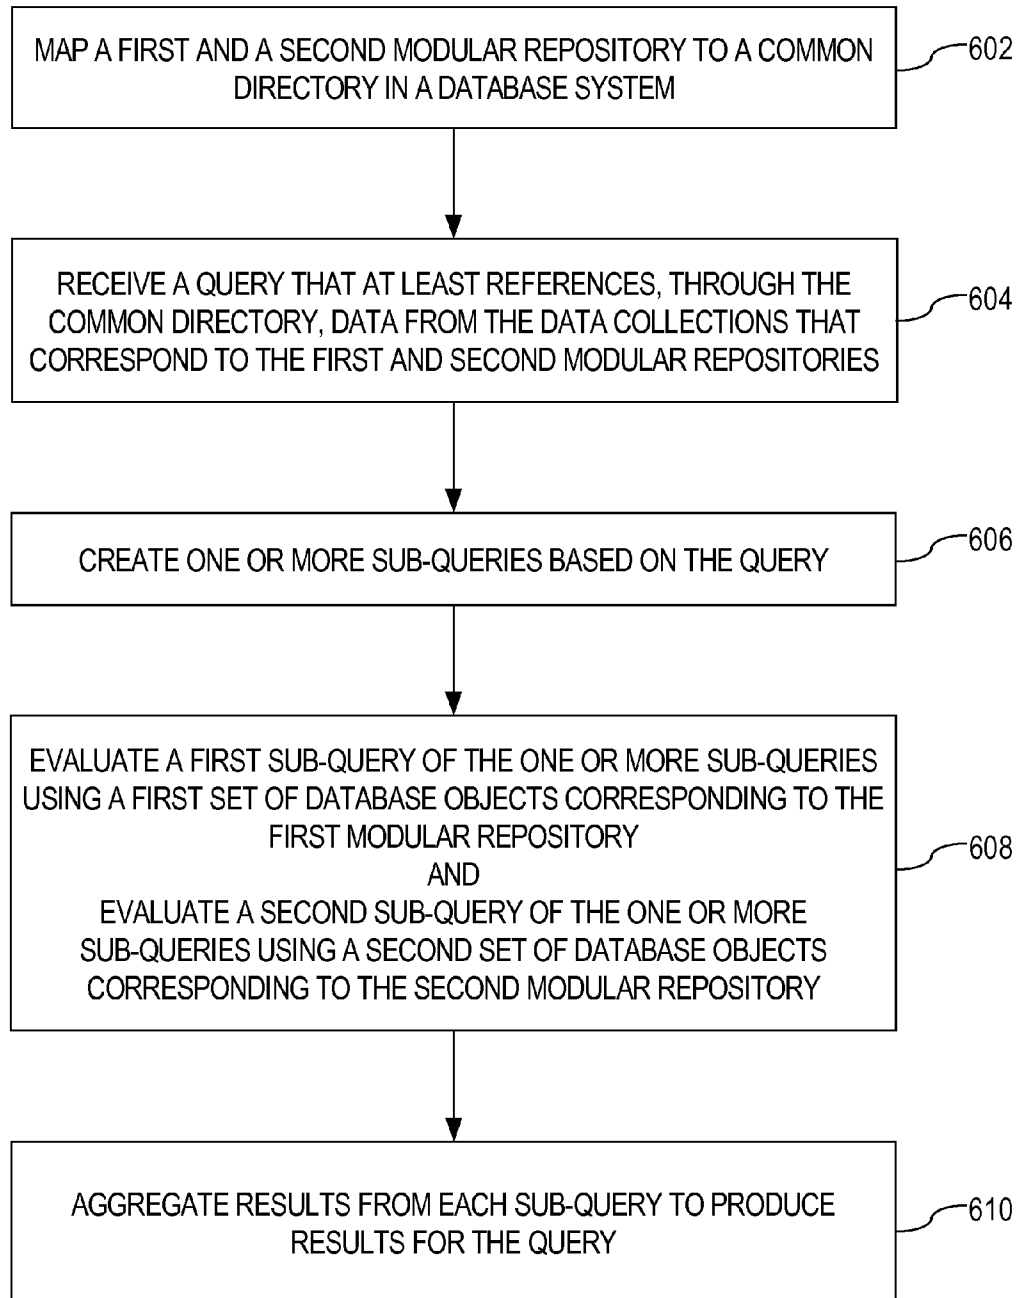 MAP A FIRST AND A SECOND MODULAR REPOSITORY TO A COMMON
DIRECTORY IN A DATABASE SYSTEM
602
RECEIVE A QUERY THAT AT LEAST REFERENCES, THROUGH THE
COMMON DIRECTORY, DATA FROM THE DATA COLLECTIONS THAT
CORRESPOND TO THE FIRST AND SECOND MODULAR REPOSITORIES
604
CREATE ONE OR MORE SUB-QUERIES BASED ON THE QUERY
606
EVALUATE A FIRST SUB-QUERY OF THE ONE OR MORE SUB-QUERIES
USING A FIRST SET OF DATABASE OBJECTS CORRESPONDING TO THE
FIRST MODULAR REPOSITORY
AND
EVALUATE A SECOND SUB-QUERY OF THE ONE OR MORE
SUB-QUERIES USING A SECOND SET OF DATABASE OBJECTS
CORRESPONDING TO THE SECOND MODULAR REPOSITORY
608
AGGREGATE RESULTS FROM EACH SUB-QUERY TO PRODUCE
RESULTS FOR THE QUERY
610